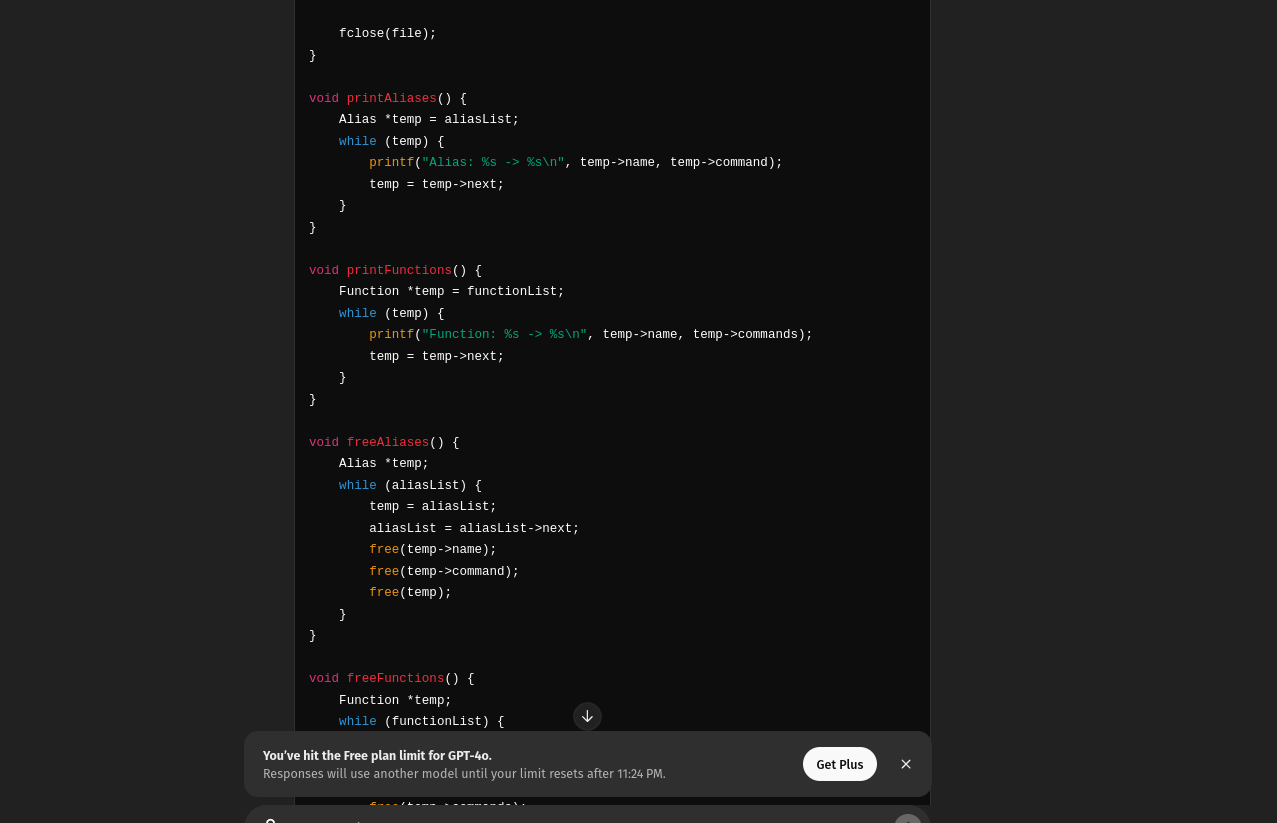 fclose(file);
}

void printAliases() {
    Alias *temp = aliasList;
    while (temp) {
        printf("Alias: %s -> %s\n", temp->name, temp->command);
        temp = temp->next;
    }
}

void printFunctions() {
    Function *temp = functionList;
    while (temp) {
        printf("Function: %s -> %s\n", temp->name, temp->commands);
        temp = temp->next;
    }
}

void freeAliases() {
    Alias *temp;
    while (aliasList) {
        temp = aliasList;
        aliasList = aliasList->next;
        free(temp->name);
        free(temp->command);
        free(temp);
    }
}

void freeFunctions() {
    Function *temp;
    while (functionList) {
You've hit the Free plan limit for GPT-4o.
Responses will use another model until your limit resets after 11:24 PM.
Get Plus